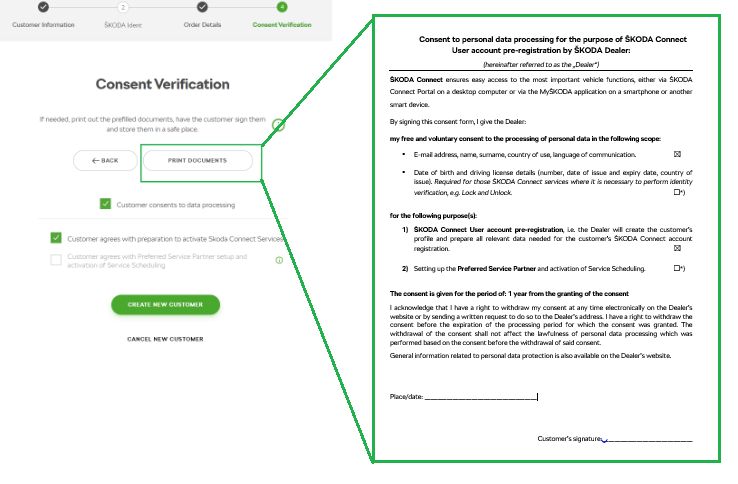 2
4
Customer Information
ŠKODA Ident
Order Details
Consent Verification
Consent Verification
If needed, print out the prefilled documents, have the customer sign them
and store them in a safe place.
← BACK
PRINT DOCUMENTS
Customer consents to data processing
Customer agrees with preparation to activate Skoda Connect Services
Customer agrees with Preferred Service Partner setup and
activation of Service Scheduling
CREATE NEW CUSTOMER
CANCEL NEW CUSTOMER
Consent to personal data processing for the purpose of ŠKODA Connect
User account pre-registration by ŠKODA Dealer:
(hereinafter referred to as the „Dealer")
ŠKODA Connect ensures easy access to the most important vehicle functions, either via ŠKODA
Connect Portal on a desktop computer or via the MyŠKODA application on a smartphone or another
smart device.
By signing this consent form, I give the Dealer:
my free and voluntary consent to the processing of personal data in the following scope:
• E-mail address, name, surname, country of use, language of communication. ☒
• Date of birth and driving license details (number, date of issue and expiry date, country of
issue). Required for those ŠKODA Connect services where it is necessary to perform identity
verification, e.g. Lock and Unlock. ☐*)
for the following purpose(s):
1) ŠKODA Connect User account pre-registration, i.e. the Dealer will create the customer's
profile and prepare all relevant data needed for the customer's ŠKODA Connect account
registration. ☒
2) Setting up the Preferred Service Partner and activation of Service Scheduling. ☐*)
The consent is given for the period of: 1 year from the granting of the consent
I acknowledge that I have a right to withdraw my consent at any time electronically on the Dealer's
website or by sending a written request to do so to the Dealer's address. I have a right to withdraw the
consent before the expiration of the processing period for which the consent was granted. The
withdrawal of the consent shall not affect the lawfulness of personal data processing which was
performed based on the consent before the withdrawal of said consent.
General information related to personal data protection is also available on the Dealer's website.
Place/date: ____________________
Customer's signature: ____________________